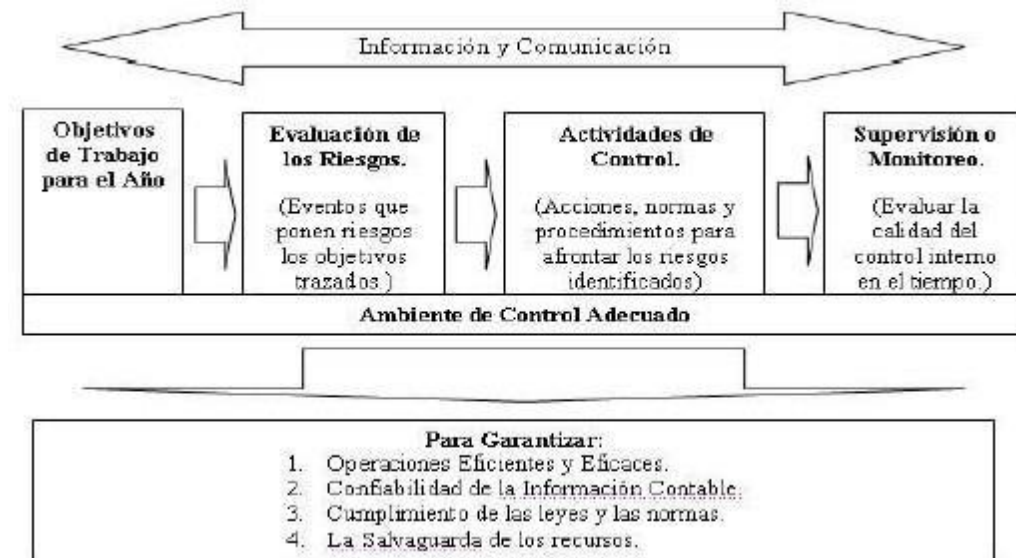 Información y Comunicación
Objetivos
de Trabajo
para el Año
Evaluación de
los Riesgos.
(Eventos que
ponen riesgos
los objetivos
trazados.)
Actividades de
Control.
(Acciones, normas y
procedimientos para
afrontar los riesgos
identificados)
Supervisión o
Monitoreo.
(Evaluar la
calidad del
control interno
en el tiempo.)
Ambiente de Control Adecuado
Para Garantizar:
1. Operaciones Eficientes y Eficaces.
2. Confiabilidad de la Información Contable.
3. Cumplimiento de las leyes y las normas.
4. La Salvaguarda de los recursos.